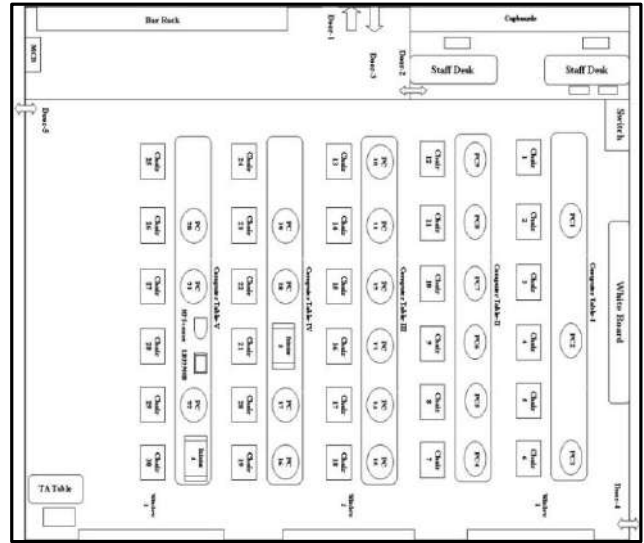 Bar Rack
Door-1
Door-3
Door-2
Cupboards
MCB
Staff Desk
Staff Desk
Door-5
Switch
Chair 25
Chair 24
Chair 13
PC 10
Chair 12
PC9
Chair 1
Chair 26
PC 20
Chair 23
PC 19
Chair 14
PC 11
Chair 11
PC8
Chair 2
PC1
Chair 27
PC 21
Computer Table-V
Chair 22
PC 18
Computer Table-IV
Chair 15
PC 12
Computer Table-III
Chair 10
PC7
Computer Table-II
Chair 3
Computer Table-I
White Board
Chair 28
Chair 21
Chair 16
PC 13
Chair 9
PC6
Chair 4
PC2
Chair 29
PC 22
Chair 20
PC 17
Chair 17
PC 14
Chair 8
PC5
Chair 5
Chair 30
Chair 19
PC 16
Chair 18
PC 15
Chair 7
PC4
Chair 6
PC3
TA Table
Window
Window
Window
Door-4